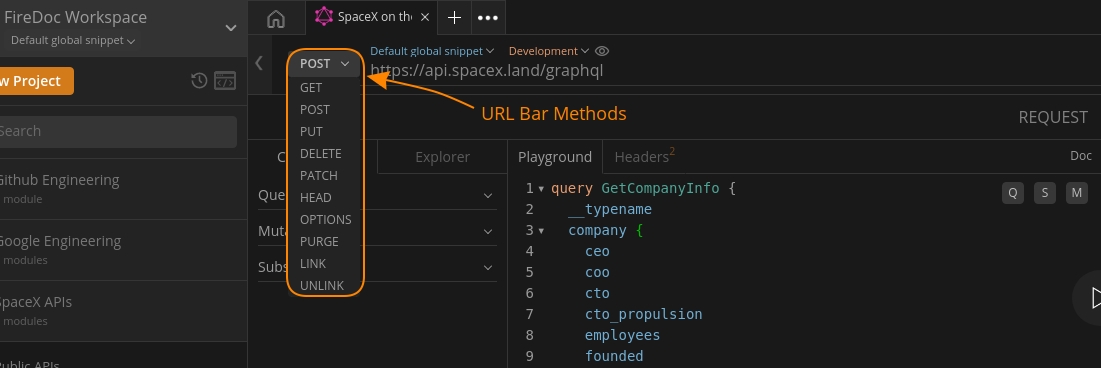 FireDoc Workspace
Default global snippet
w Project
Search
Github Engineering
module
Google Engineering
modules
SpaceX APIs
modules
Public APIs
SpaceX on the
Default global snippet
Development
https://api.spacex.land/graphql
POST
GET
POST
PUT
DELETE
PATCH
HEAD
OPTIONS
PURGE
LINK
UNLINK
URL Bar Methods
REQUEST
C
Explorer
Que
Muta
Subs
Playground
Headers2
Doc
Q S M
1 query GetCompanyInfo {
2 __typename
3 company {
4 ceo
5 coo
6 cto
7 cto_propulsion
8 employees
9 founded